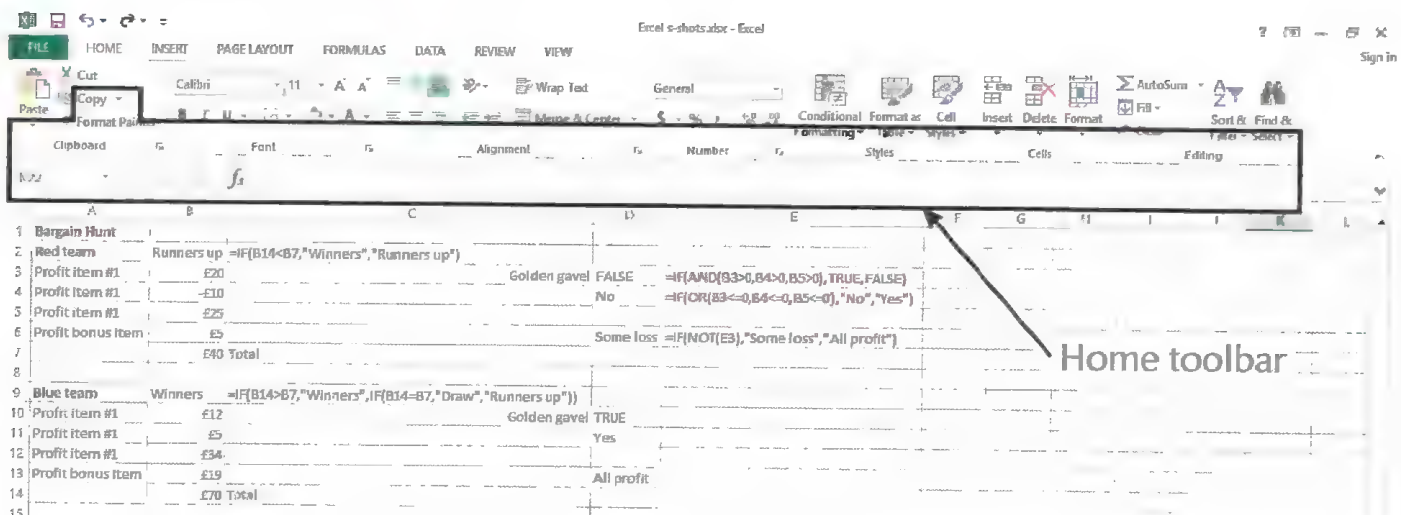 Excel s-shots.xlsx - Excel
FILE HOME INSERT PAGE LAYOUT FORMULAS DATA REVIEW VIEW
Sign in
Cut
Calibri 11 A A Wrap Text General AutoSum
Copy
Fill
Paste
Format Painter B I U A Merge & Center $ % , Conditional Format as Cell Insert Delete Format Sort & Find &
Formatting Table Styles Clear Filter Select
Clipboard Font Alignment Number Styles Cells Editing
fx
A B C D E F G H I J K L
1 Bargain Hunt
2 Red team Runners up =IF(B14<B7,"Winners","Runners up")
3 Profit item #1 £20 Golden gavel FALSE =IF(AND(B3>0,B4>0,B5>0),TRUE,FALSE)
4 Profit item #1 -£10 No =IF(OR(B3<=0,B4<=0,B5<=0),"No","Yes")
5 Profit item #1 £25
6 Profit bonus item £5 Some loss =IF(NOT(E3),"Some loss","All profit")
7 £40 Total
Home toolbar
8
9 Blue team Winners =IF(B14>B7,"Winners",IF(B14=B7,"Draw","Runners up"))
10 Profit item #1 £12 Golden gavel TRUE
11 Profit item #1 £5 Yes
12 Profit item #1 £34
13 Profit bonus item £19 All profit
14 £70 Total
15